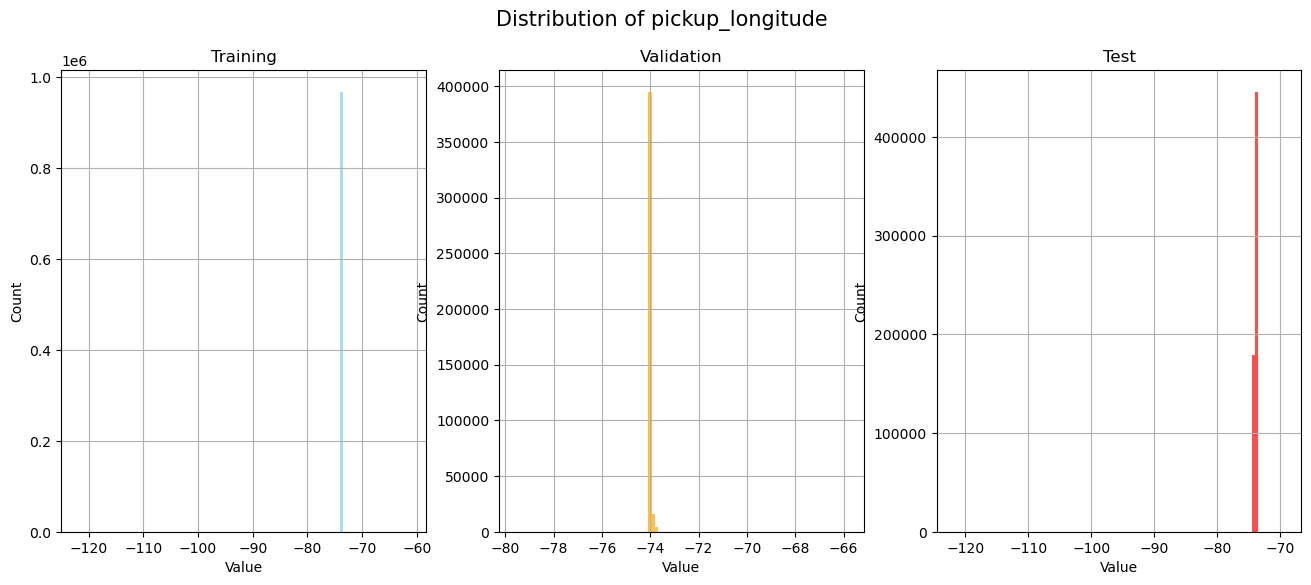 Distribution of pickup_longitude
Training
1e6
1.0
0.8
0.6
0.4
0.2
0.0
Count
−120 −110 −100 −90 −80 −70 −60
Value
Validation
400000
350000
300000
250000
200000
150000
100000
50000
0
Count
−80 −78 −76 −74 −72 −70 −68 −66
Value
Test
400000
300000
200000
100000
0
Count
−120 −110 −100 −90 −80 −70
Value